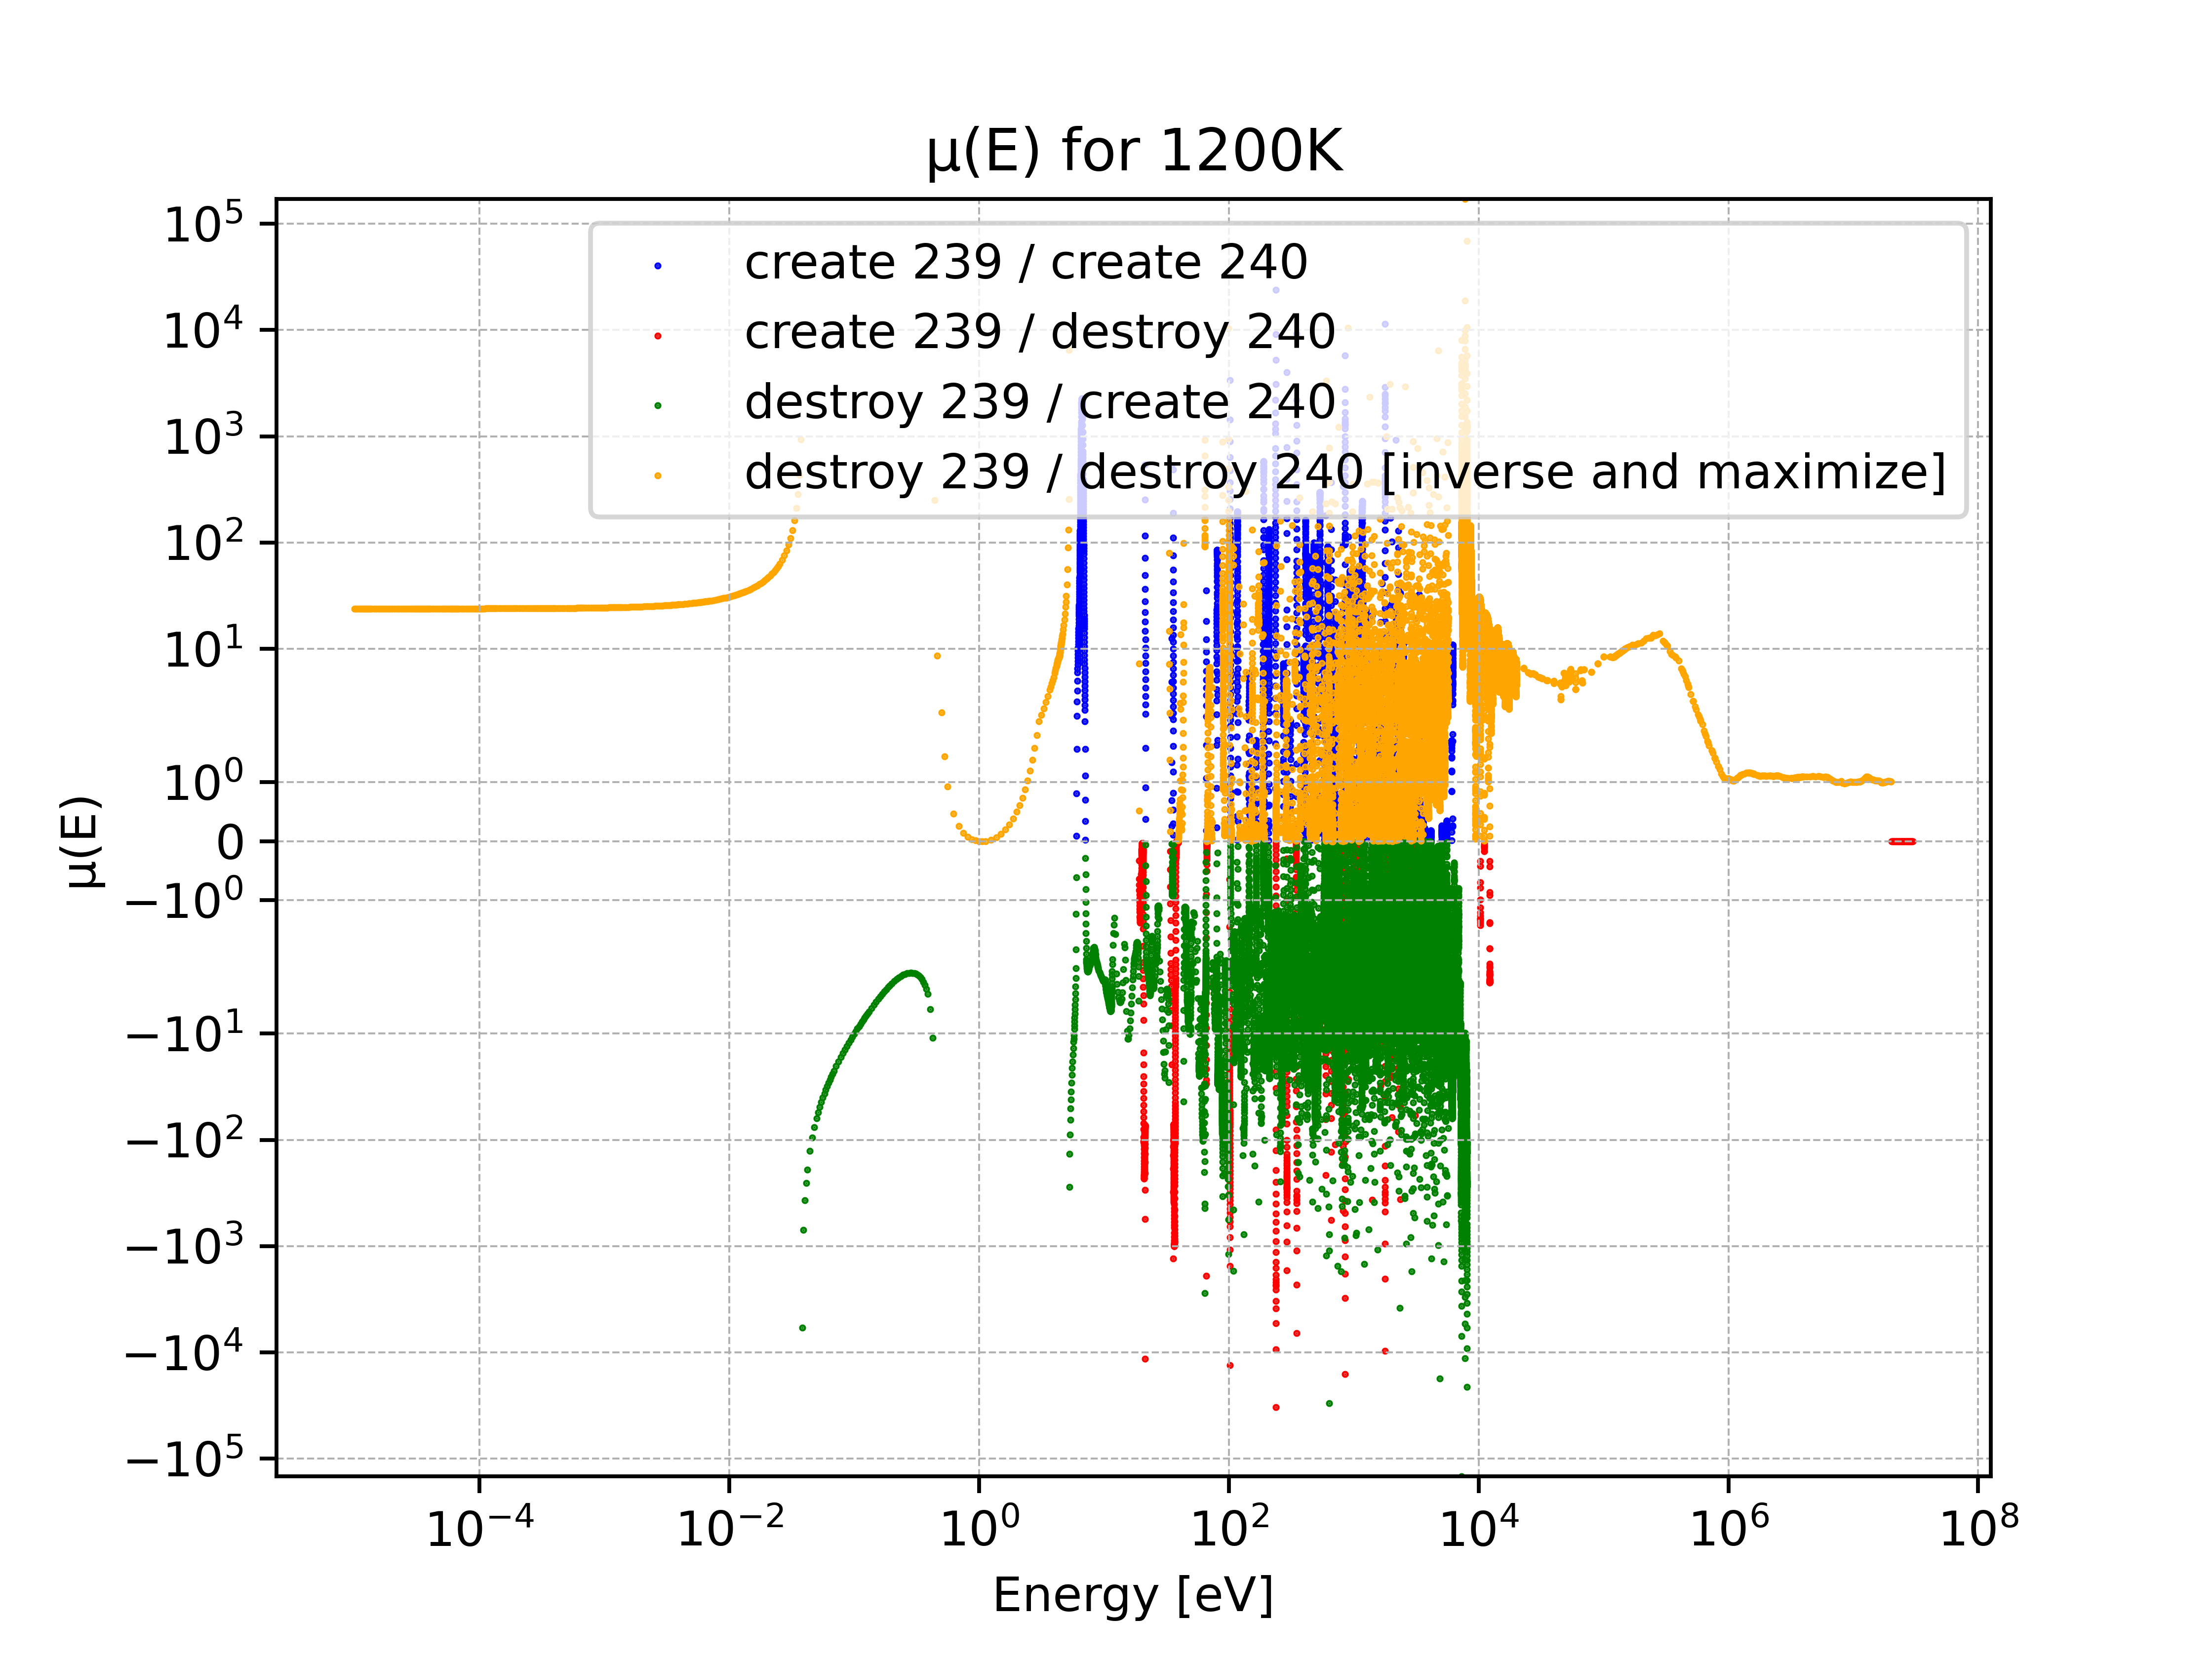 μ(E) for 1200K
create 239 / create 240
create 239 / destroy 240
destroy 239 / create 240
destroy 239 / destroy 240 [inverse and maximize]
μ(E)
10⁵
10⁴
10³
10²
10¹
10⁰
0
−10⁰
−10¹
−10²
−10³
−10⁴
−10⁵
10⁻⁴ 10⁻² 10⁰ 10² 10⁴ 10⁶ 10⁸
Energy [eV]